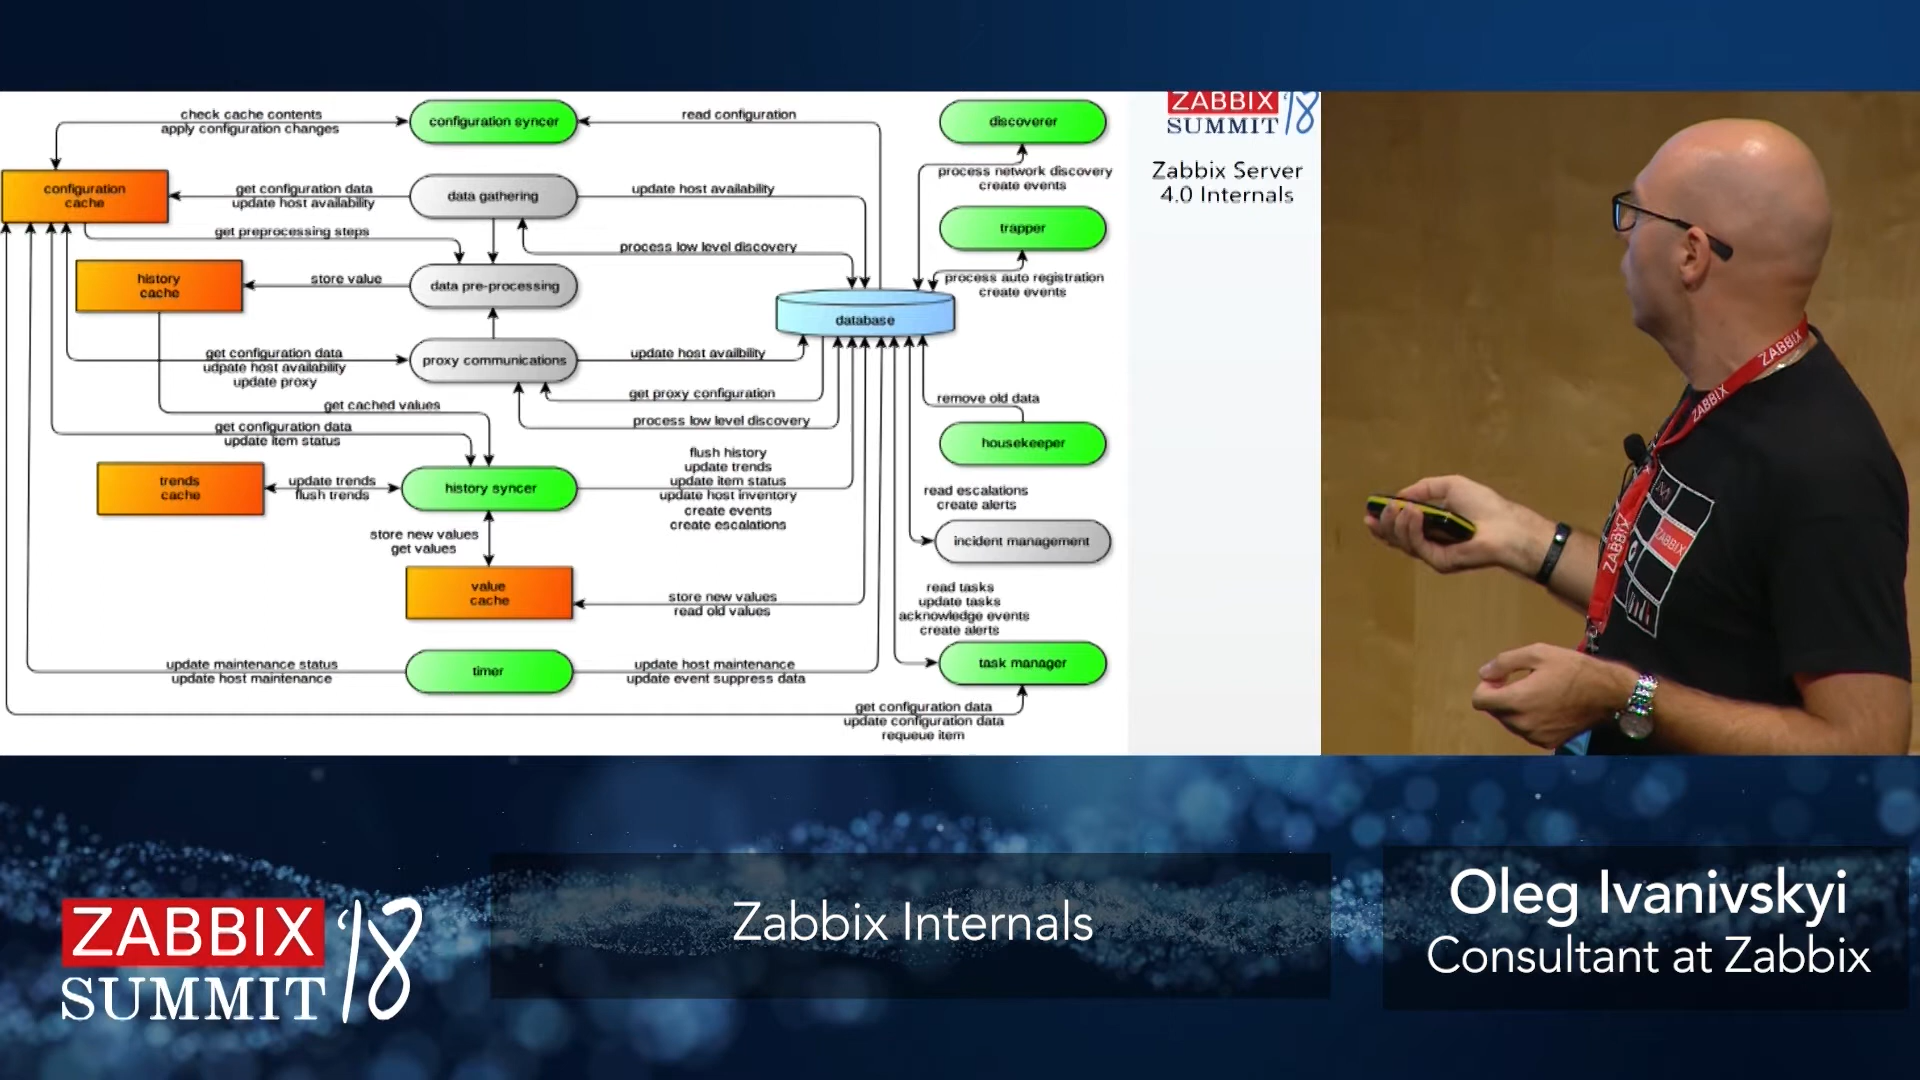 check cache contents
apply configuration changes
configuration syncer
read configuration
discoverer
ZABBIX '18
SUMMIT
Zabbix Server
4.0 Internals
process network discovery
create events
configuration
cache
get configuration data
update host availability
data gathering
update host availability
get preprocessing steps
process low level discovery
trapper
process auto registration
create events
history
cache
store value
data pre-processing
database
get configuration data
udpate host availability
update proxy
proxy communications
update host availbility
get proxy configuration
process low level discovery
remove old data
housekeeper
get cached values
get configuration data
update item status
trends
cache
update trends
flush trends
history syncer
flush history
update trends
update item status
update host inventory
create events
create escalations
read escalations
create alerts
incident management
store new values
get values
value
cache
store new values
read old values
read tasks
update tasks
acknowledge events
create alerts
task manager
update maintenance status
update host maintenance
timer
update host maintenance
update event suppress data
get configuration data
update configuration data
requeue item
ZABBIX
ZABBIX
ZABBIX
ZABBIX
ZABBIX '18
SUMMIT
Zabbix Internals
Oleg Ivanivskyi
Consultant at Zabbix